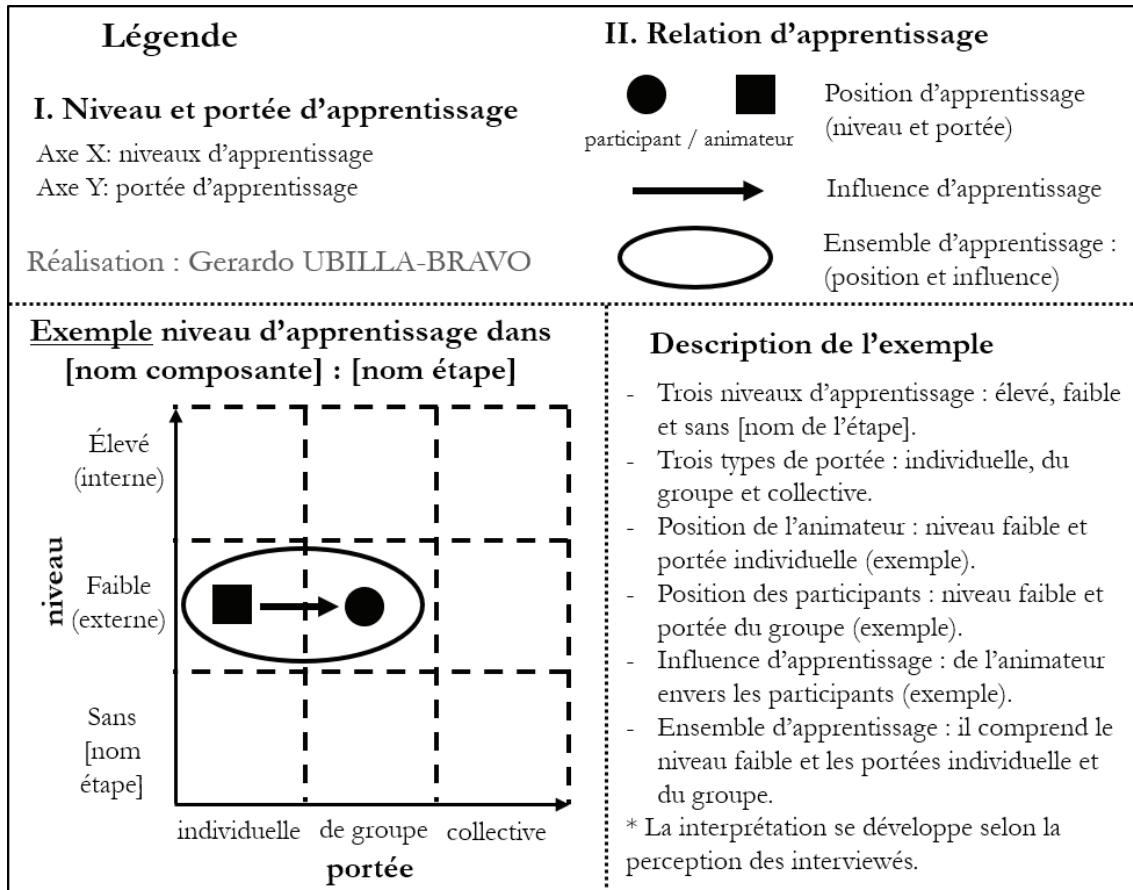 Légende
I. Niveau et portée d’apprentissage
Axe X: niveaux d’apprentissage
Axe Y: portée d’apprentissage
Réalisation : Gerardo UBILLA-BRAVO
II. Relation d’apprentissage
participant / animateur
Position d’apprentissage
(niveau et portée)
Influence d’apprentissage
Ensemble d’apprentissage :
(position et influence)
Exemple niveau d’apprentissage dans
[nom composante] : [nom étape]
niveau
Élevé
(interne)
Faible
(externe)
Sans
[nom
étape]
individuelle
de groupe
collective
portée
Description de l’exemple
- Trois niveaux d’apprentissage : élevé, faible
et sans [nom de l’étape].
- Trois types de portée : individuelle, du
groupe et collective.
- Position de l’animateur : niveau faible et
portée individuelle (exemple).
- Position des participants : niveau faible et
portée du groupe (exemple).
- Influence d’apprentissage : de l’animateur
envers les participants (exemple).
- Ensemble d’apprentissage : il comprend le
niveau faible et les portées individuelle et
du groupe.
* La interprétation se développe selon la
perception des interviewés.